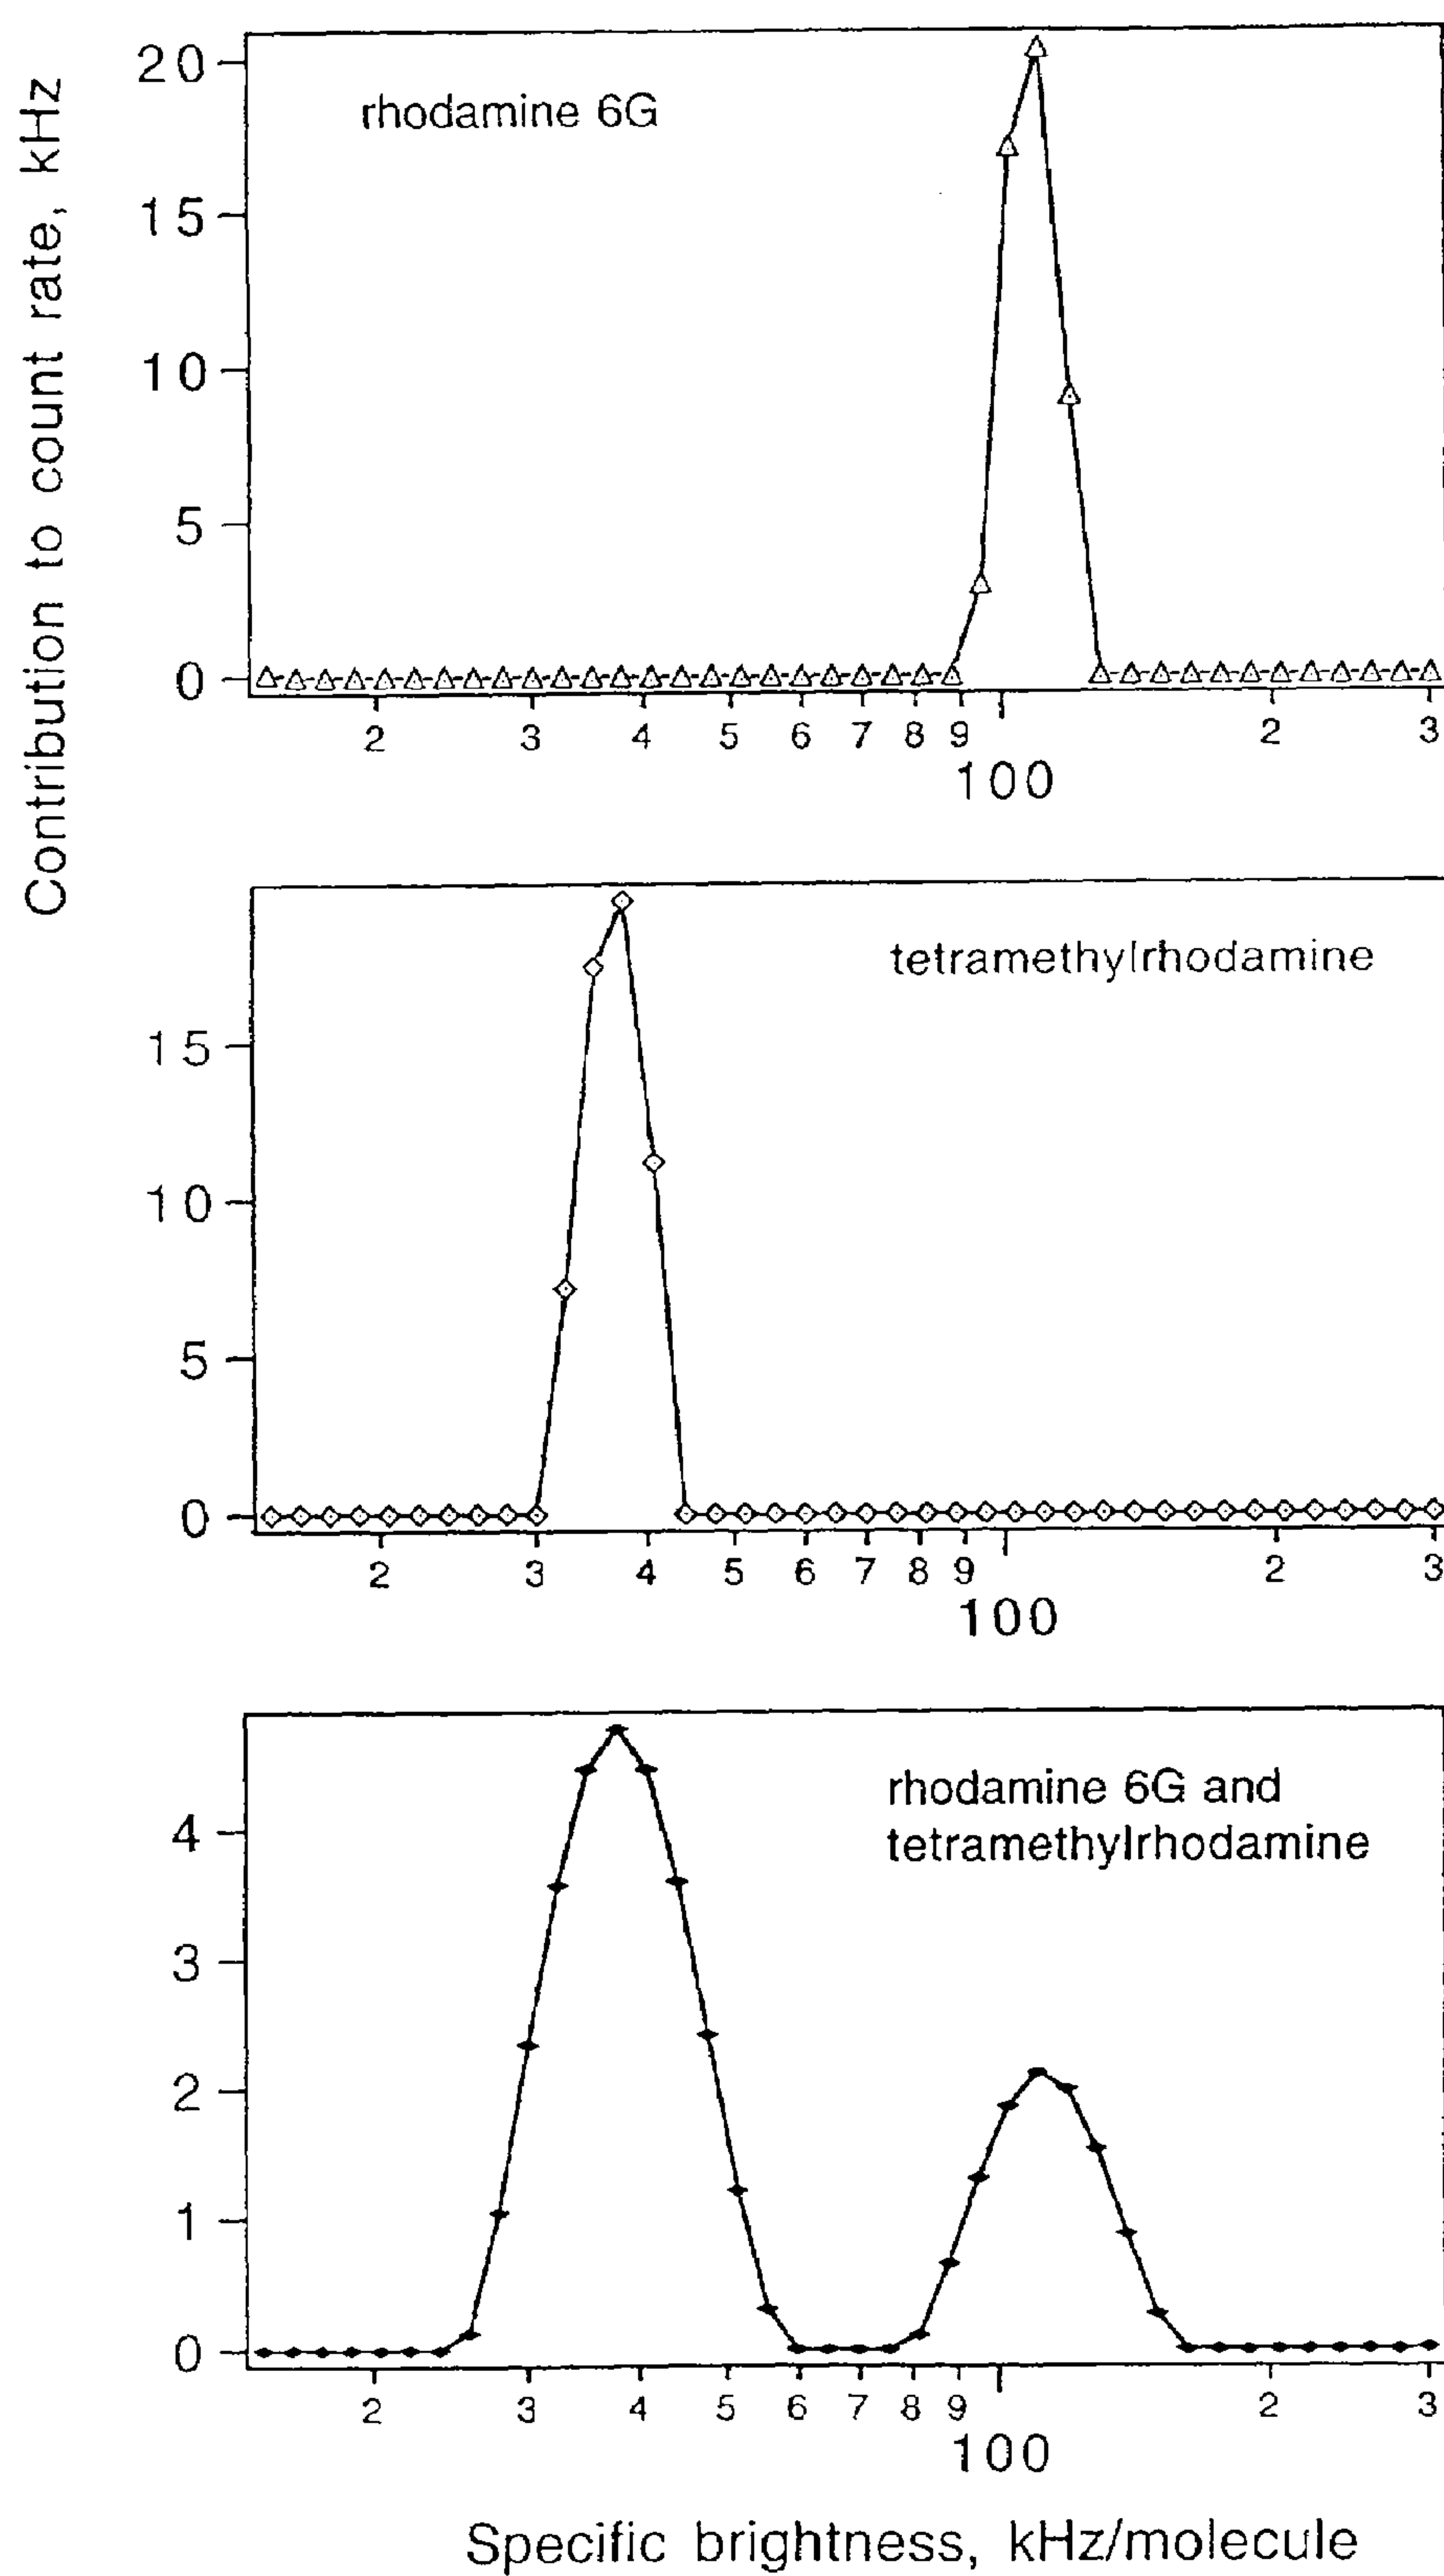 Contribution to count rate, kHz
20
15
10
5
0
rhodamine 6G
2 3 4 5 6 7 8 9 2 3
100
15
10
5
0
tetramethylrhodamine
2 3 4 5 6 7 8 9 2 3
100
4
3
2
1
0
rhodamine 6G and
tetramethylrhodamine
2 3 4 5 6 7 8 9 2 3
100
Specific brightness, kHz/molecule